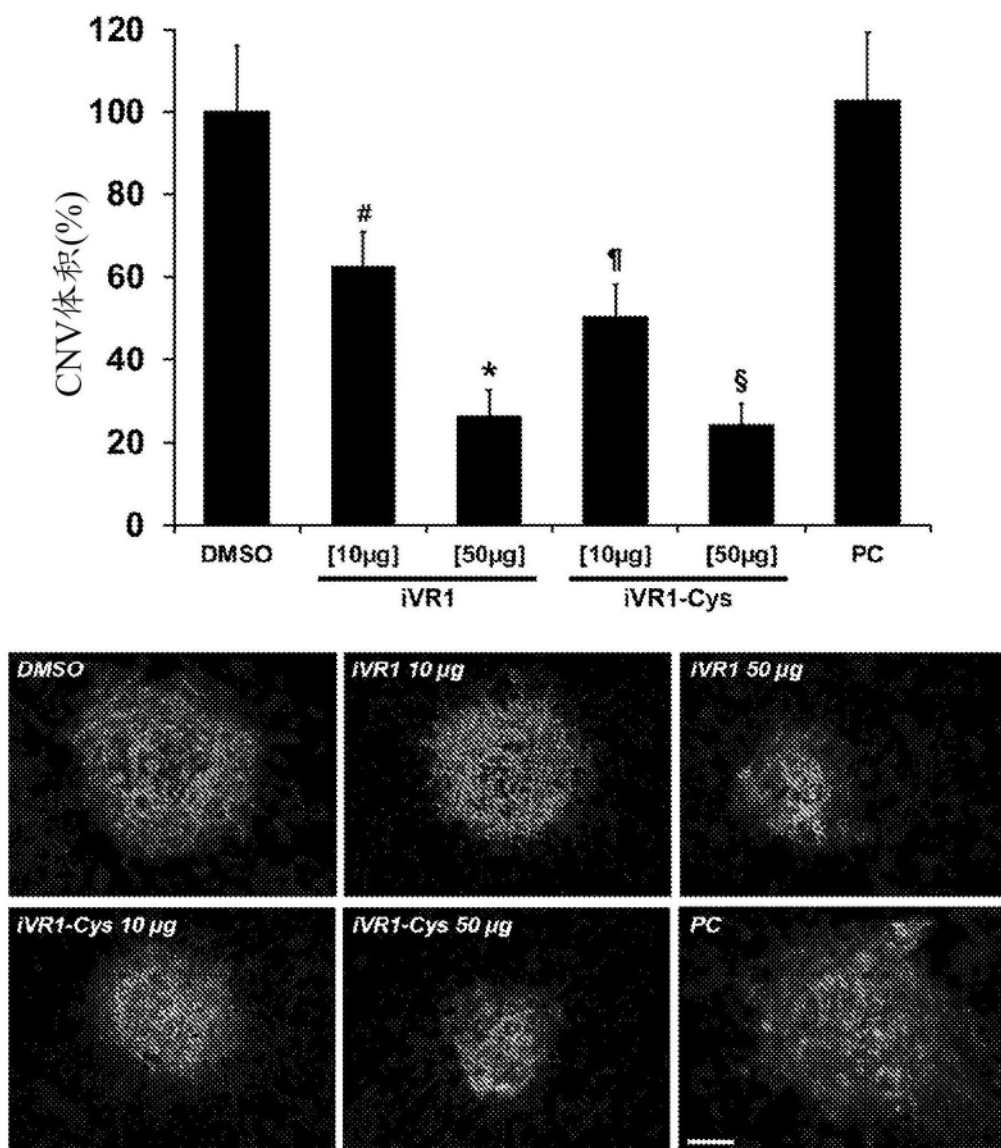 120
100
80
60
40
20
0
CNV体积(%)
#
*
¶
§
DMSO [10µg] [50µg] [10µg] [50µg] PC
iVR1 iVR1-Cys
DMSO iVR1 10 µg iVR1 50 µg
iVR1-Cys 10 µg iVR1-Cys 50 µg PC